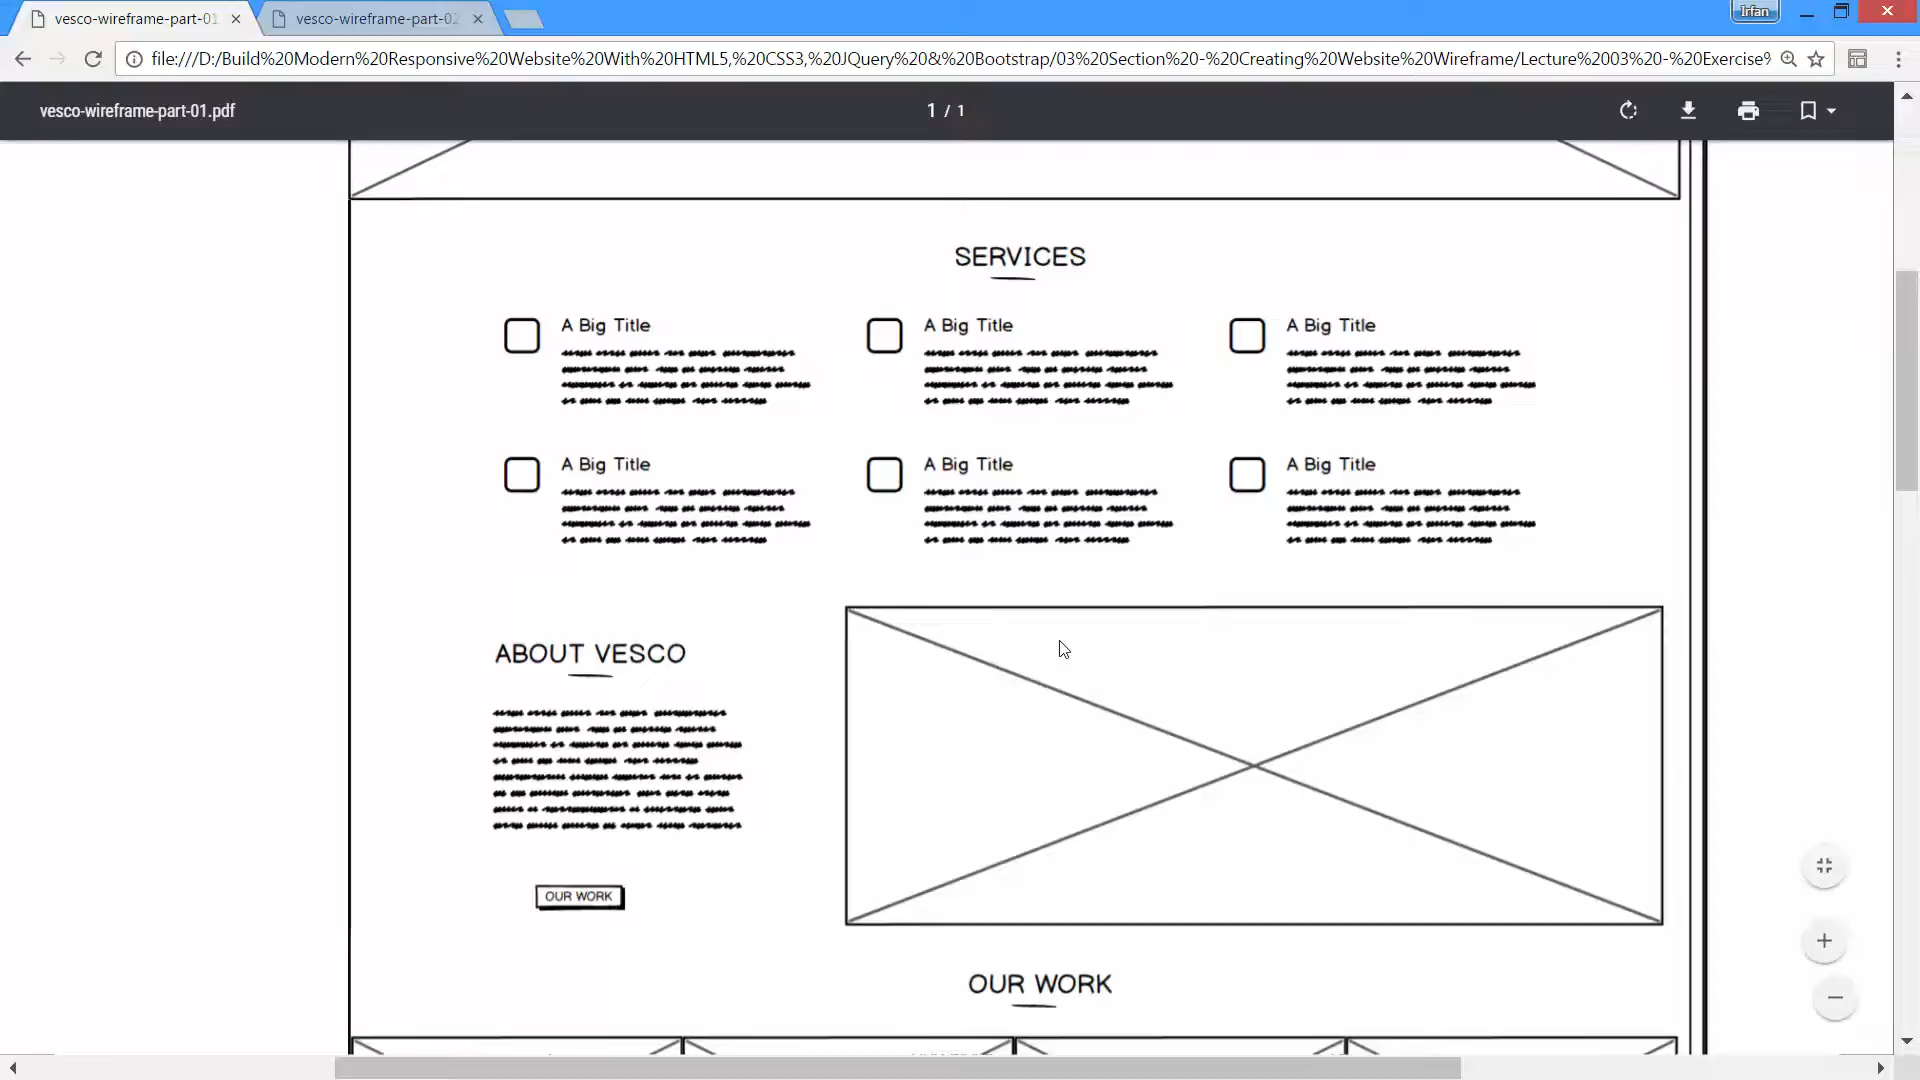 vesco-wireframe-part-01
vesco-wireframe-part-02
Irfan
file:///D:/Build%20Modern%20Responsive%20Website%20With%20HTML5,%20CSS3,%20JQuery%20&%20Bootstrap/03%20Section%20-%20Creating%20Website%20Wireframe/Lecture%2003%20-%20Exercise%
vesco-wireframe-part-01.pdf
1 / 1
SERVICES
A Big Title
A Big Title
A Big Title
A Big Title
A Big Title
A Big Title
ABOUT VESCO
OUR WORK
OUR WORK